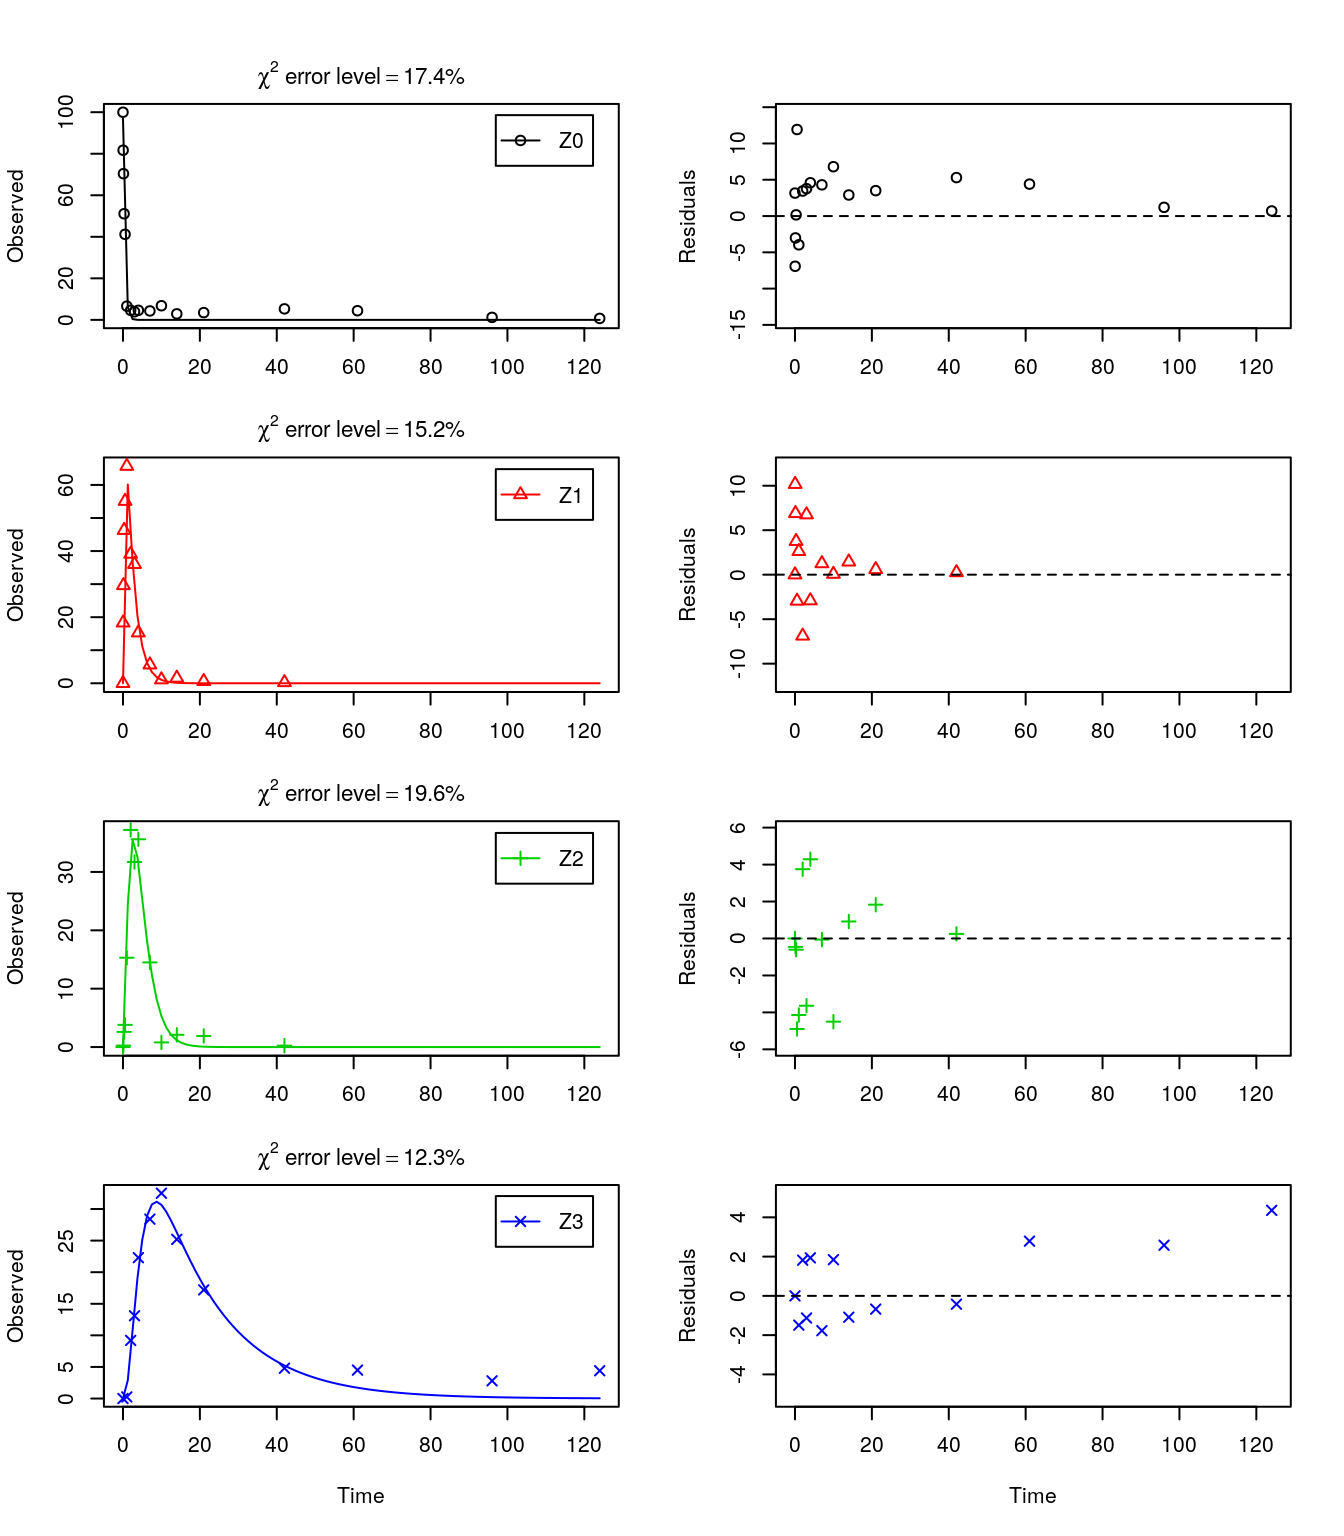 χ2 error level = 17.4%
Observed
100
60
20
0
Z0
0 20 40 60 80 100 120
Residuals
10
5
0
-5
-15
0 20 40 60 80 100 120
χ2 error level = 15.2%
Observed
60
40
20
0
Z1
0 20 40 60 80 100 120
Residuals
10
5
0
-5
-10
0 20 40 60 80 100 120
χ2 error level = 19.6%
Observed
30
20
10
0
Z2
0 20 40 60 80 100 120
Residuals
6
4
2
0
-2
-6
0 20 40 60 80 100 120
χ2 error level = 12.3%
Observed
25
15
5
0
Z3
0 20 40 60 80 100 120
Time
Residuals
4
2
0
-2
-4
0 20 40 60 80 100 120
Time